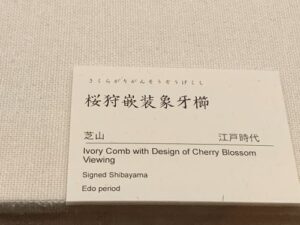 さくらがりがんそうぞうげくし
桜狩嵌装象牙櫛
芝山 江戸時代
Ivory Comb with Design of Cherry Blossom
Viewing
Signed Shibayama
Edo period